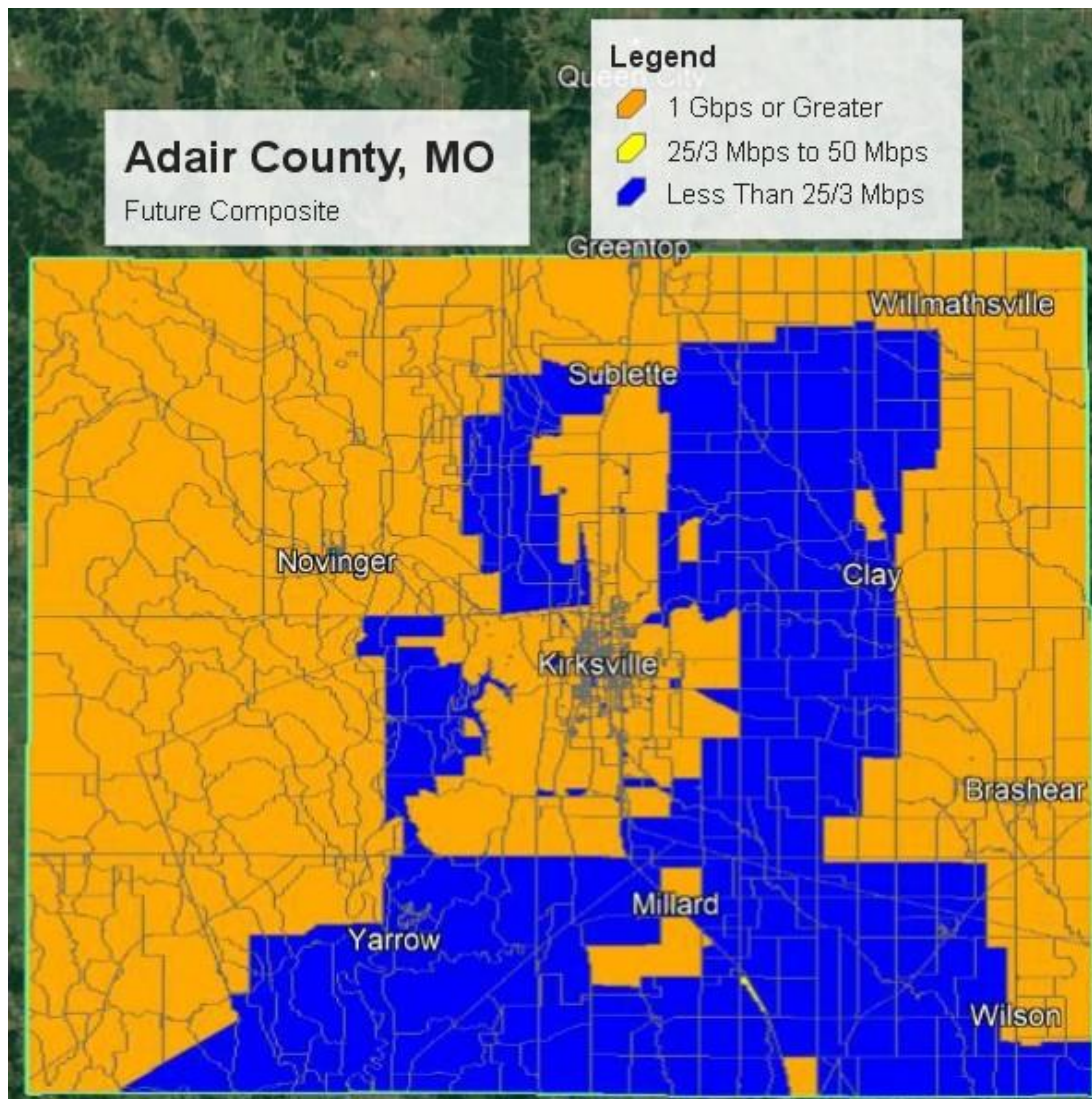 Adair County, MO
Future Composite
Legend
Queen City
1 Gbps or Greater
25/3 Mbps to 50 Mbps
Less Than 25/3 Mbps
Greentop
Willmathsville
Sublette
Novinger
Clay
Kirksville
Brashear
Millard
Yarrow
Wilson